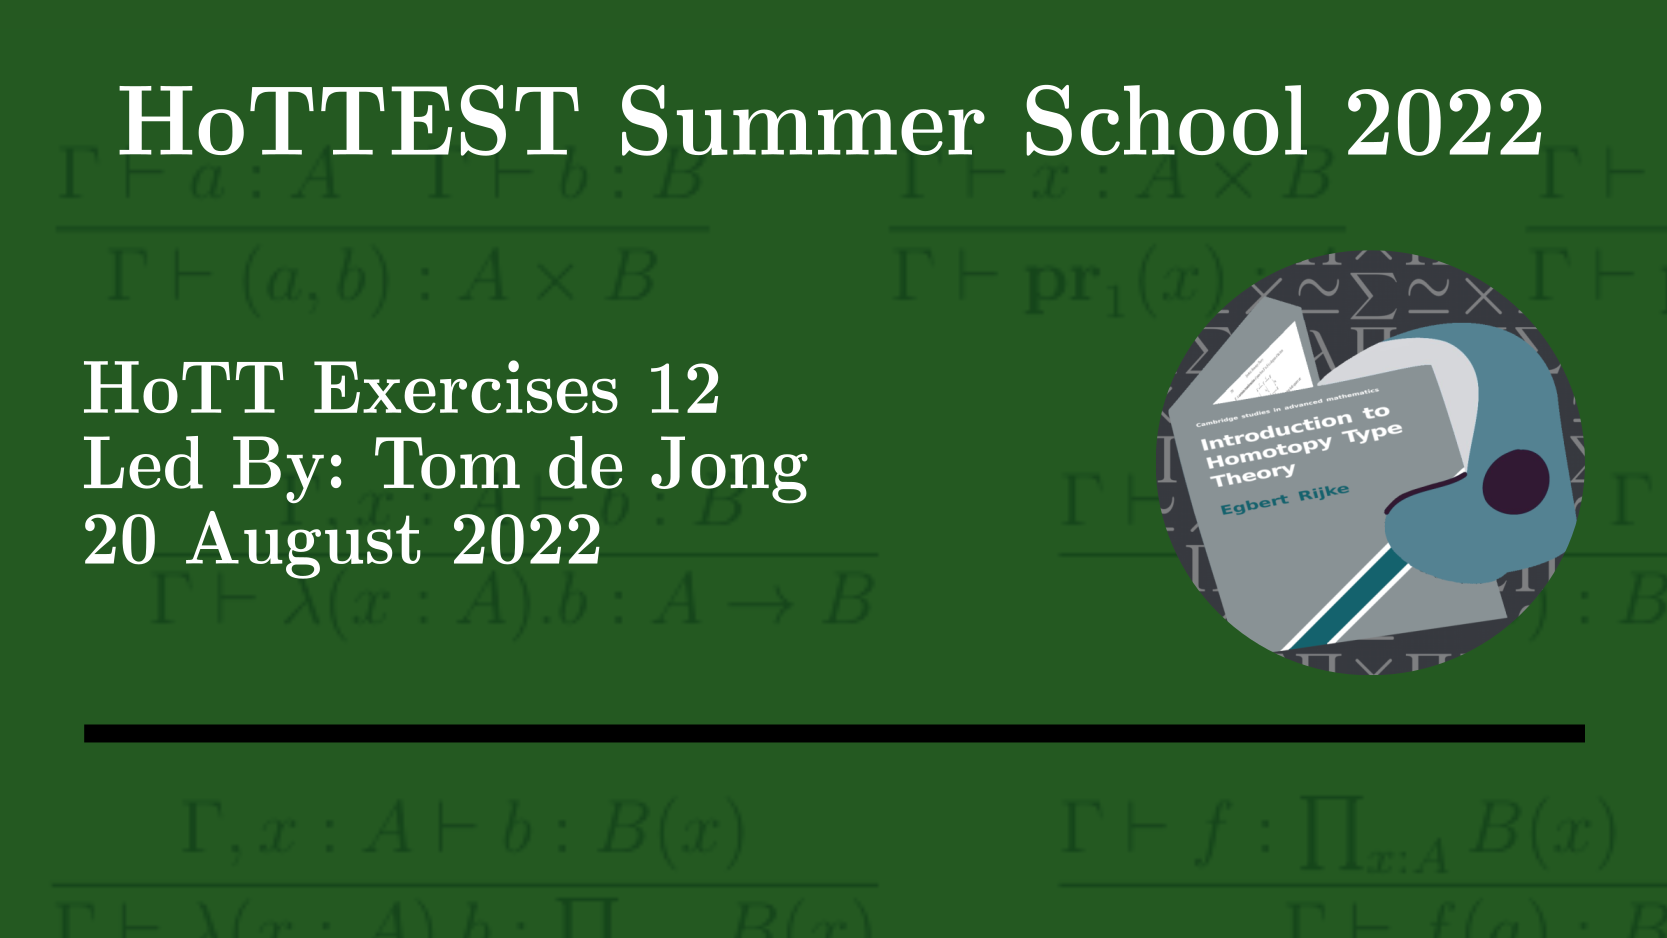 HoTTEST Summer School 2022
Γ ⊢ a : A Γ ⊢ b : B
Γ ⊢ x : A × B
Γ ⊢
Γ ⊢ (a, b) : A × B
Γ ⊢ pr₁(x) :
Γ ⊢
HoTT Exercises 12
Led By: Tom de Jong
20 August 2022
Cambridge studies in advanced mathematics
Introduction to
Homotopy Type
Theory
Egbert Rijke
Γ, x : A ⊢ b : B
Γ ⊢
Γ
Γ ⊢ λ(x : A).b : A → B
) : B
Γ, x : A ⊢ b : B(x)
Γ ⊢ f : ∏x:A B(x)
Γ ⊢ λ(x : A).b : ∏ B(x)
Γ ⊢ f(a) : B